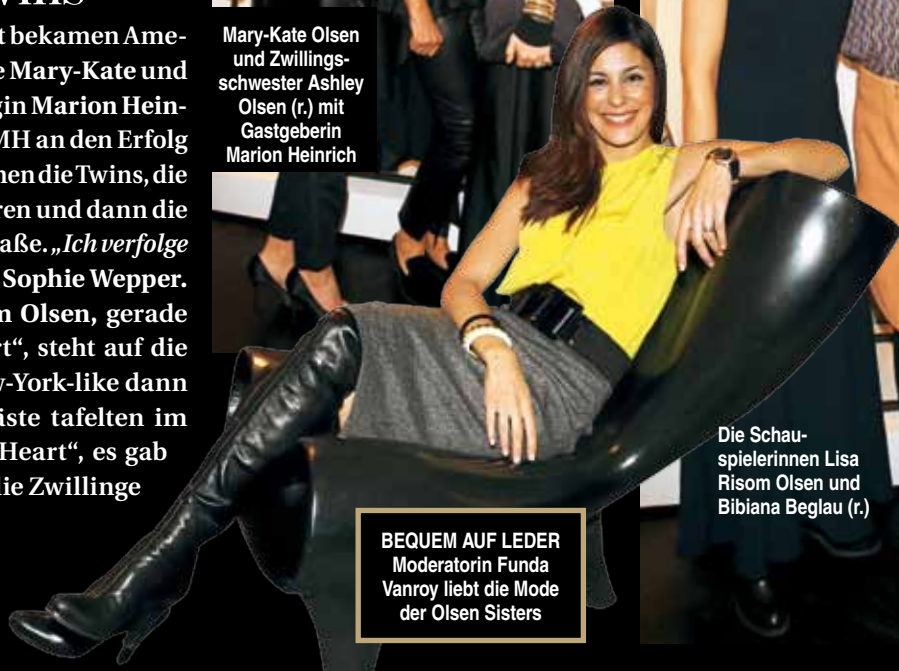 t bekamen Ame-
e Mary-Kate und
gin Marion Hein-
MH an den Erfolg
nen die Twins, die
ren und dann die
aße. „Ich verfolge
Sophie Wepper.
n Olsen, gerade
rt“, steht auf die
w-York-like dann
äste tafelten im
Heart“, es gab
lie Zwillinge
Mary-Kate Olsen
und Zwillings-
schwester Ashley
Olsen (r.) mit
Gastgeberin
Marion Heinrich
BEQUEM AUF LEDER
Moderatorin Funda
Vanroy liebt die Mode
der Olsen Sisters
Die Schau-
spielerinnen Lisa
Risom Olsen und
Bibiana Beglau (r.)